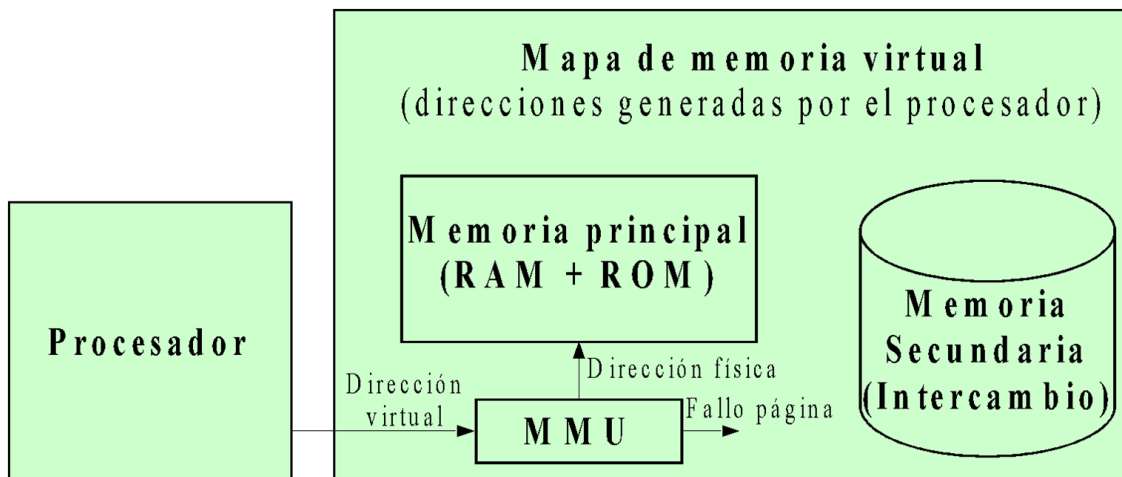 Mapa de memoria virtual
(direcciones generadas por el procesador)
Memoria principal
(RAM + ROM)
Procesador
Memoria
Secundaria
(Intercambio)
Dirección
virtual
Dirección física
MMU
Fallo página